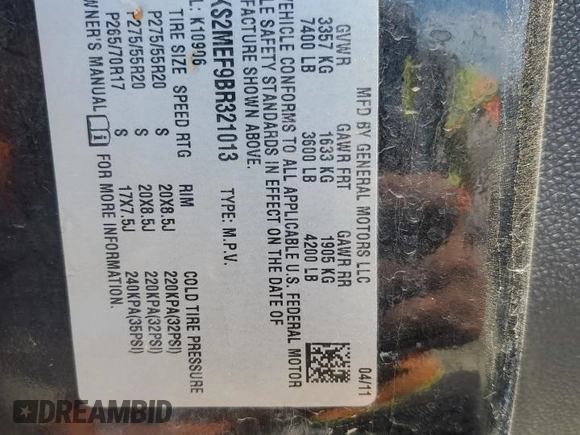 MFD BY GENERAL MOTORS LLC 04/11
GVWR GAWR FRT GAWR RR
3357 KG 1633 KG 1905 KG
7400 LB 3600 LB 4200 LB
VEHICLE CONFORMS TO ALL APPLICABLE U.S. FEDERAL MOTOR
SAFETY STANDARDS IN EFFECT ON THE DATE OF
SHOWN ABOVE.
KS2MEF9BR321013 TYPE: M.P.V.
K10906
TIRE SIZE SPEED RTG RIM COLD TIRE PRESSURE
P275/55R20 S 20X8.5J 220KPA(32PSI)
P275/55R20 S 20X8.5J 220KPA(32PSI)
P265/70R17 S 17X7.5J 240KPA(35PSI)
MANUAL i FOR MORE INFORMATION.
DREAMBID